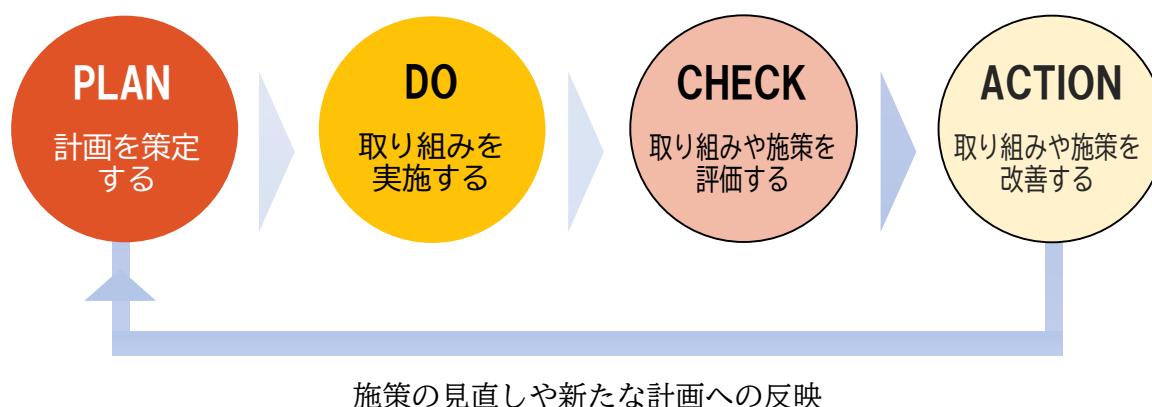 PLAN
計画を策定
する
DO
取り組みを
実施する
CHECK
取り組みや施策を
評価する
ACTION
取り組みや施策を
改善する
施策の見直しや新たな計画への反映